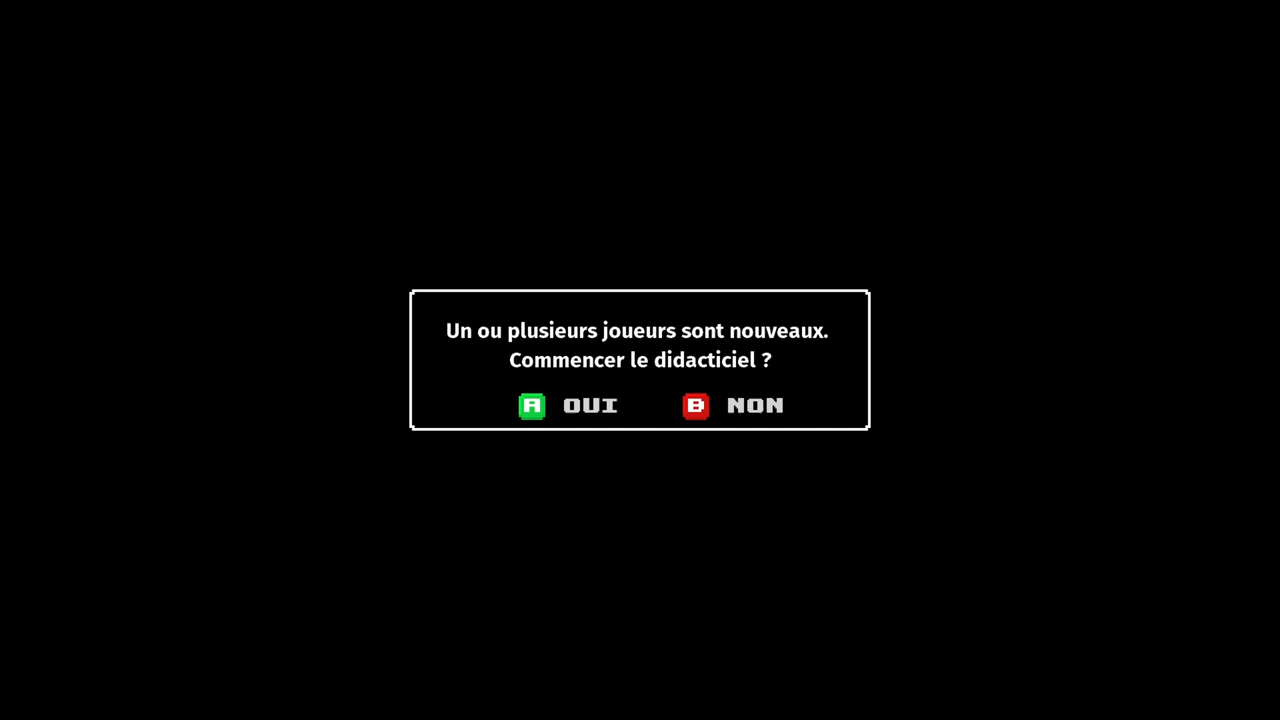 Un ou plusieurs joueurs sont nouveaux.
Commencer le didacticiel ?
A OUI B NON